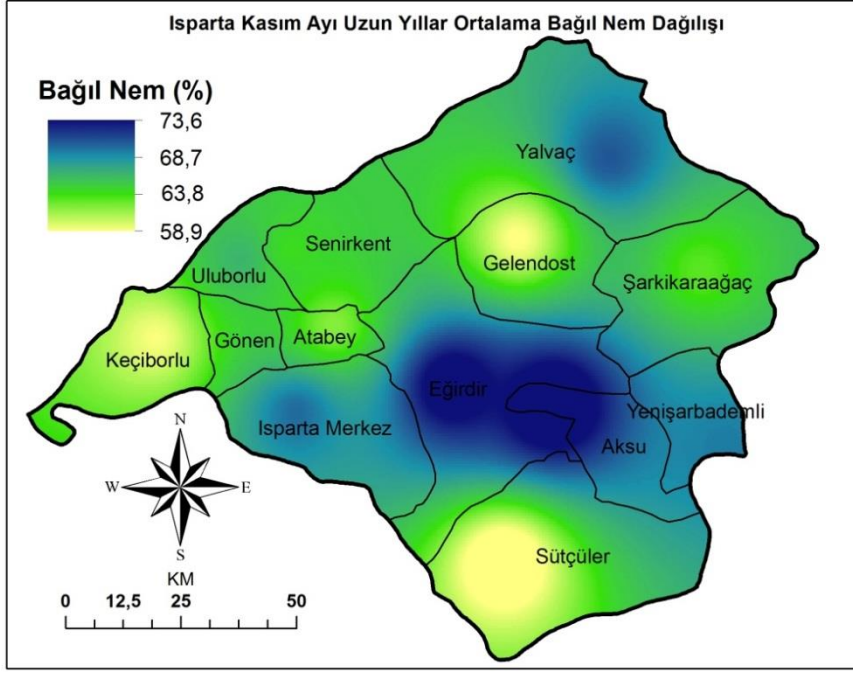 Isparta Kasım Ayı Uzun Yıllar Ortalama Bağıl Nem Dağılışı
Bağıl Nem (%)
73,6
68,7
63,8
58,9
Yalvaç
Senirkent
Gelendost
Uluborlu
Şarkikaraağaç
Gönen
Atabey
Keçiborlu
Eğirdir
Yenişarbademli
Isparta Merkez
Aksu
Sütçüler
N
W E
S
KM
0 12,5 25 50